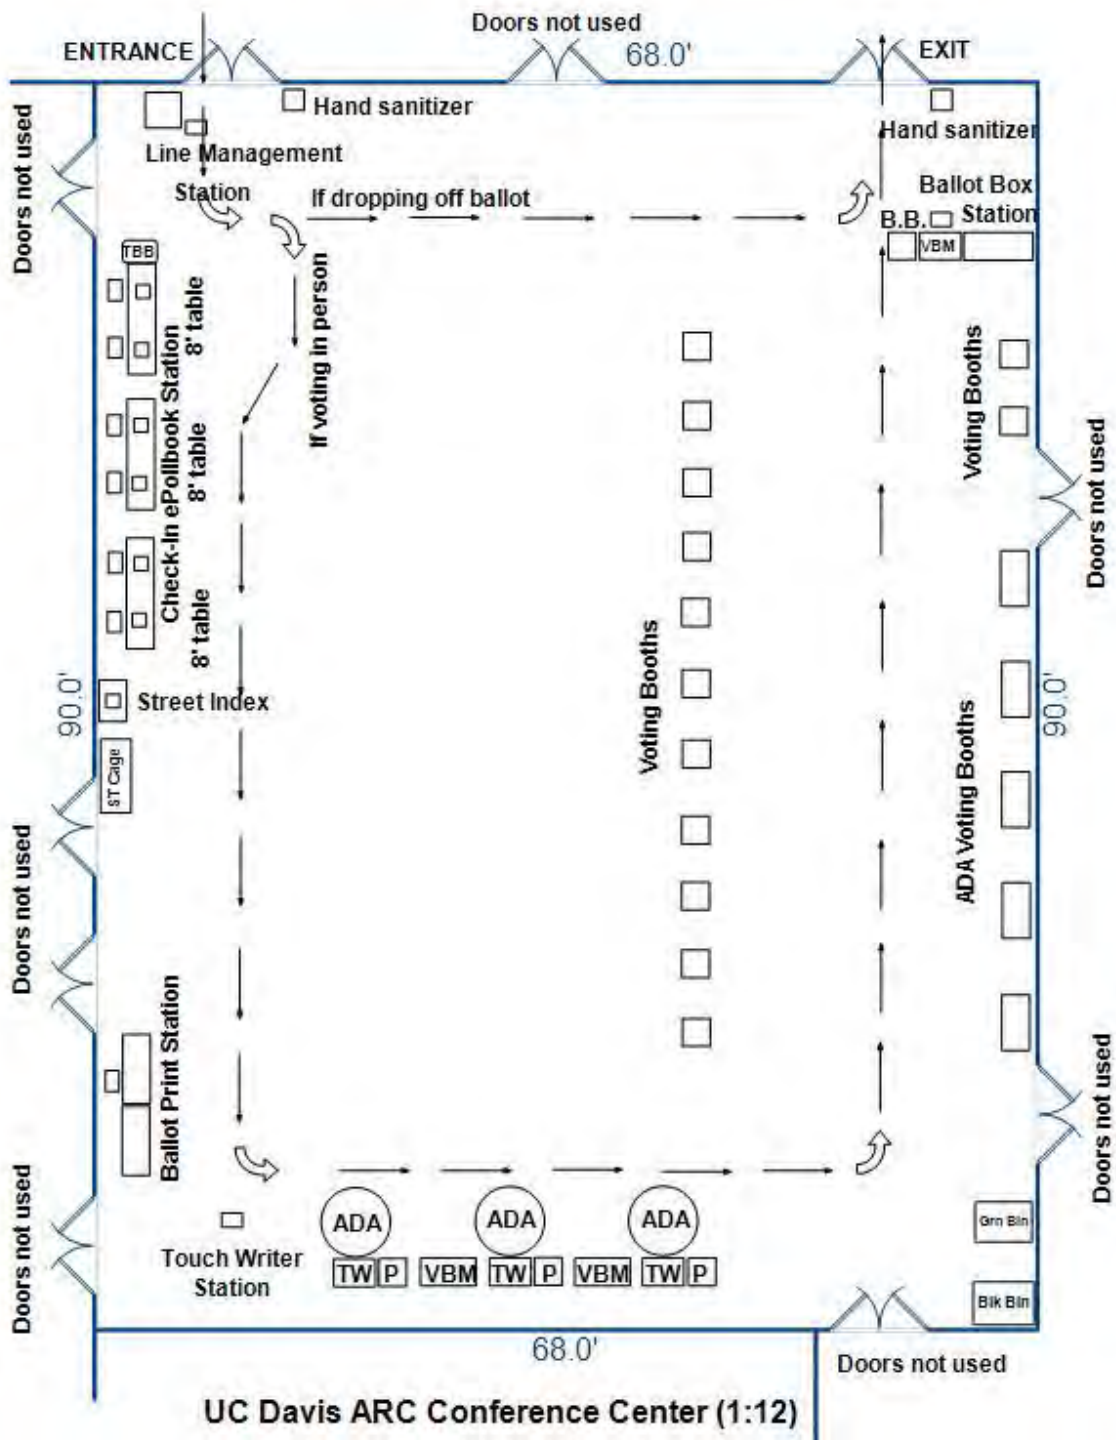 Doors not used
ENTRANCE
68.0'
EXIT
Hand sanitizer
Hand sanitizer
Doors not used
Line Management
Station
If dropping off ballot
Ballot Box
Station
B.B.
VBM
TBB
8' table
8' table
8' table
Check-In ePollbook Station
If voting in person
Voting Booths
Doors not used
Street Index
90.0'
Voting Booths
90.0'
ST Cage
ADA Voting Booths
Doors not used
Ballot Print Station
Doors not used
Doors not used
ADA
ADA
ADA
Grn Bin
Touch Writer
Station
TW P VBM TW P VBM TW P
Blk Bin
68.0'
Doors not used
UC Davis ARC Conference Center (1:12)